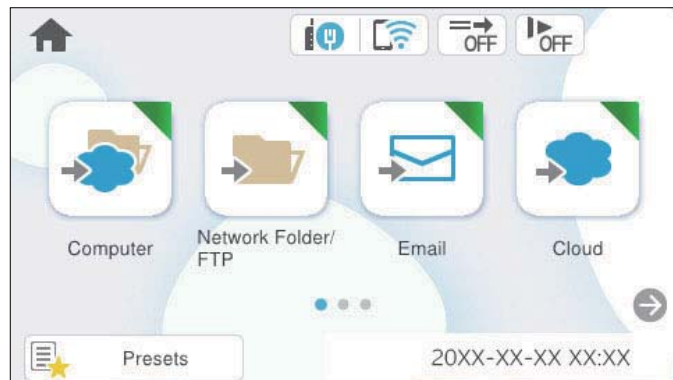 OFF
OFF
Computer
Network Folder/
FTP
Email
Cloud
Presets
20XX-XX-XX XX:XX